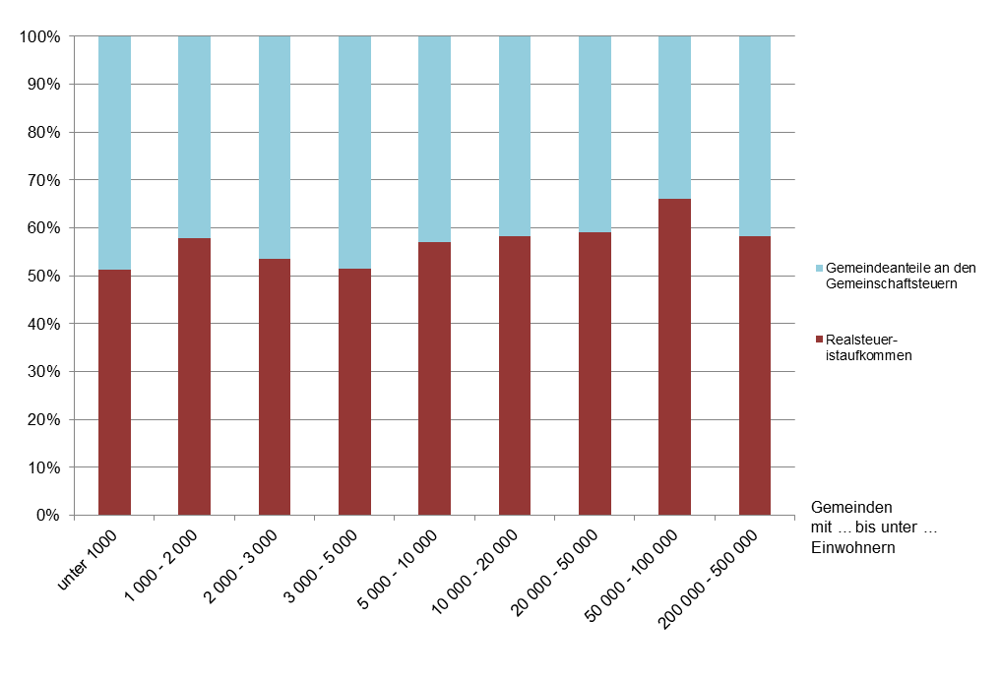 100%
90%
80%
70%
60%
50%
40%
30%
20%
10%
0%
unter 1000
1 000 - 2 000
2 000 - 3 000
3 000 - 5 000
5 000 - 10 000
10 000 - 20 000
20 000 - 50 000
50 000 - 100 000
200 000 - 500 000
Gemeindeanteile an den
Gemeinschaftsteuern
Realsteuer-
istaufkommen
Gemeinden
mit ... bis unter ...
Einwohnern